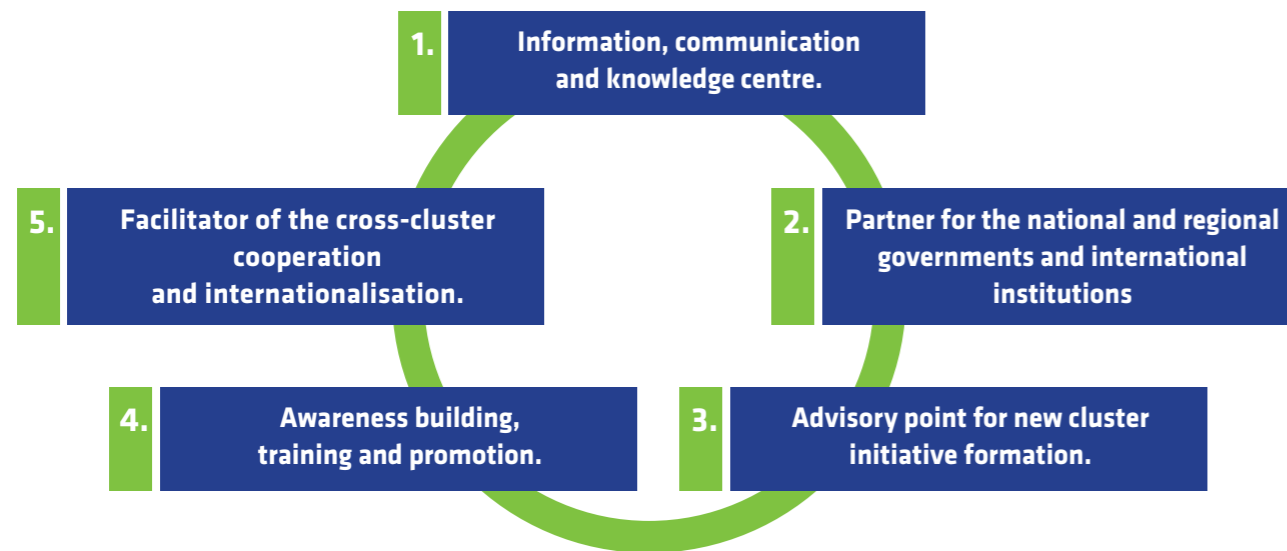 1.
Information, communication
and knowledge centre.
2.
Partner for the national and regional
governments and international
institutions
3.
Advisory point for new cluster
initiative formation.
4.
Awareness building,
training and promotion.
5.
Facilitator of the cross-cluster
cooperation
and internationalisation.